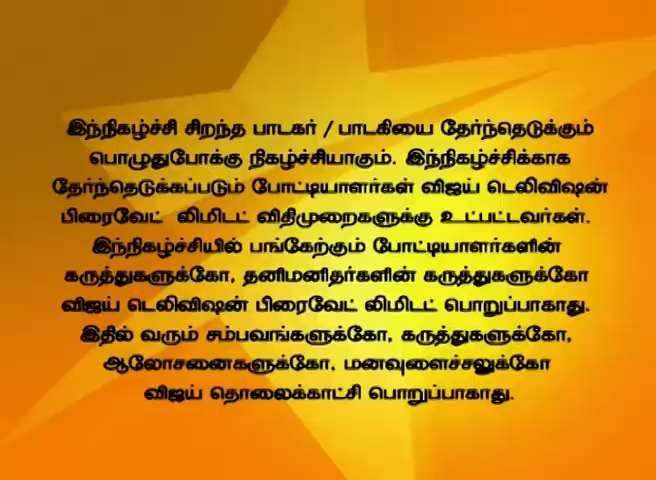 இந்நிகழ்ச்சி சிறந்த பாடகர் / பாடகியை தேர்ந்தெடுக்கும்
பொழுதுபோக்கு நிகழ்ச்சியாகும். இந்நிகழ்ச்சிக்காக
தேர்ந்தெடுக்கப்படும் போட்டியாளர்கள் விஜய் டெலிவிஷன்
பிரைவேட் லிமிடட் விதிமுறைகளுக்கு உட்பட்டவர்கள்.
இந்நிகழ்ச்சியில் பங்கேற்கும் போட்டியாளர்களின்
கருத்துகளுக்கோ, தனிமனிதர்களின் கருத்துகளுக்கோ
விஜய் டெலிவிஷன் பிரைவேட் லிமிடட் பொறுப்பாகாது.
இதில் வரும் சம்பவங்களுக்கோ, கருத்துகளுக்கோ,
ஆலோசனைகளுக்கோ, மனவுளைச்சலுக்கோ
விஜய் தொலைக்காட்சி பொறுப்பாகாது.